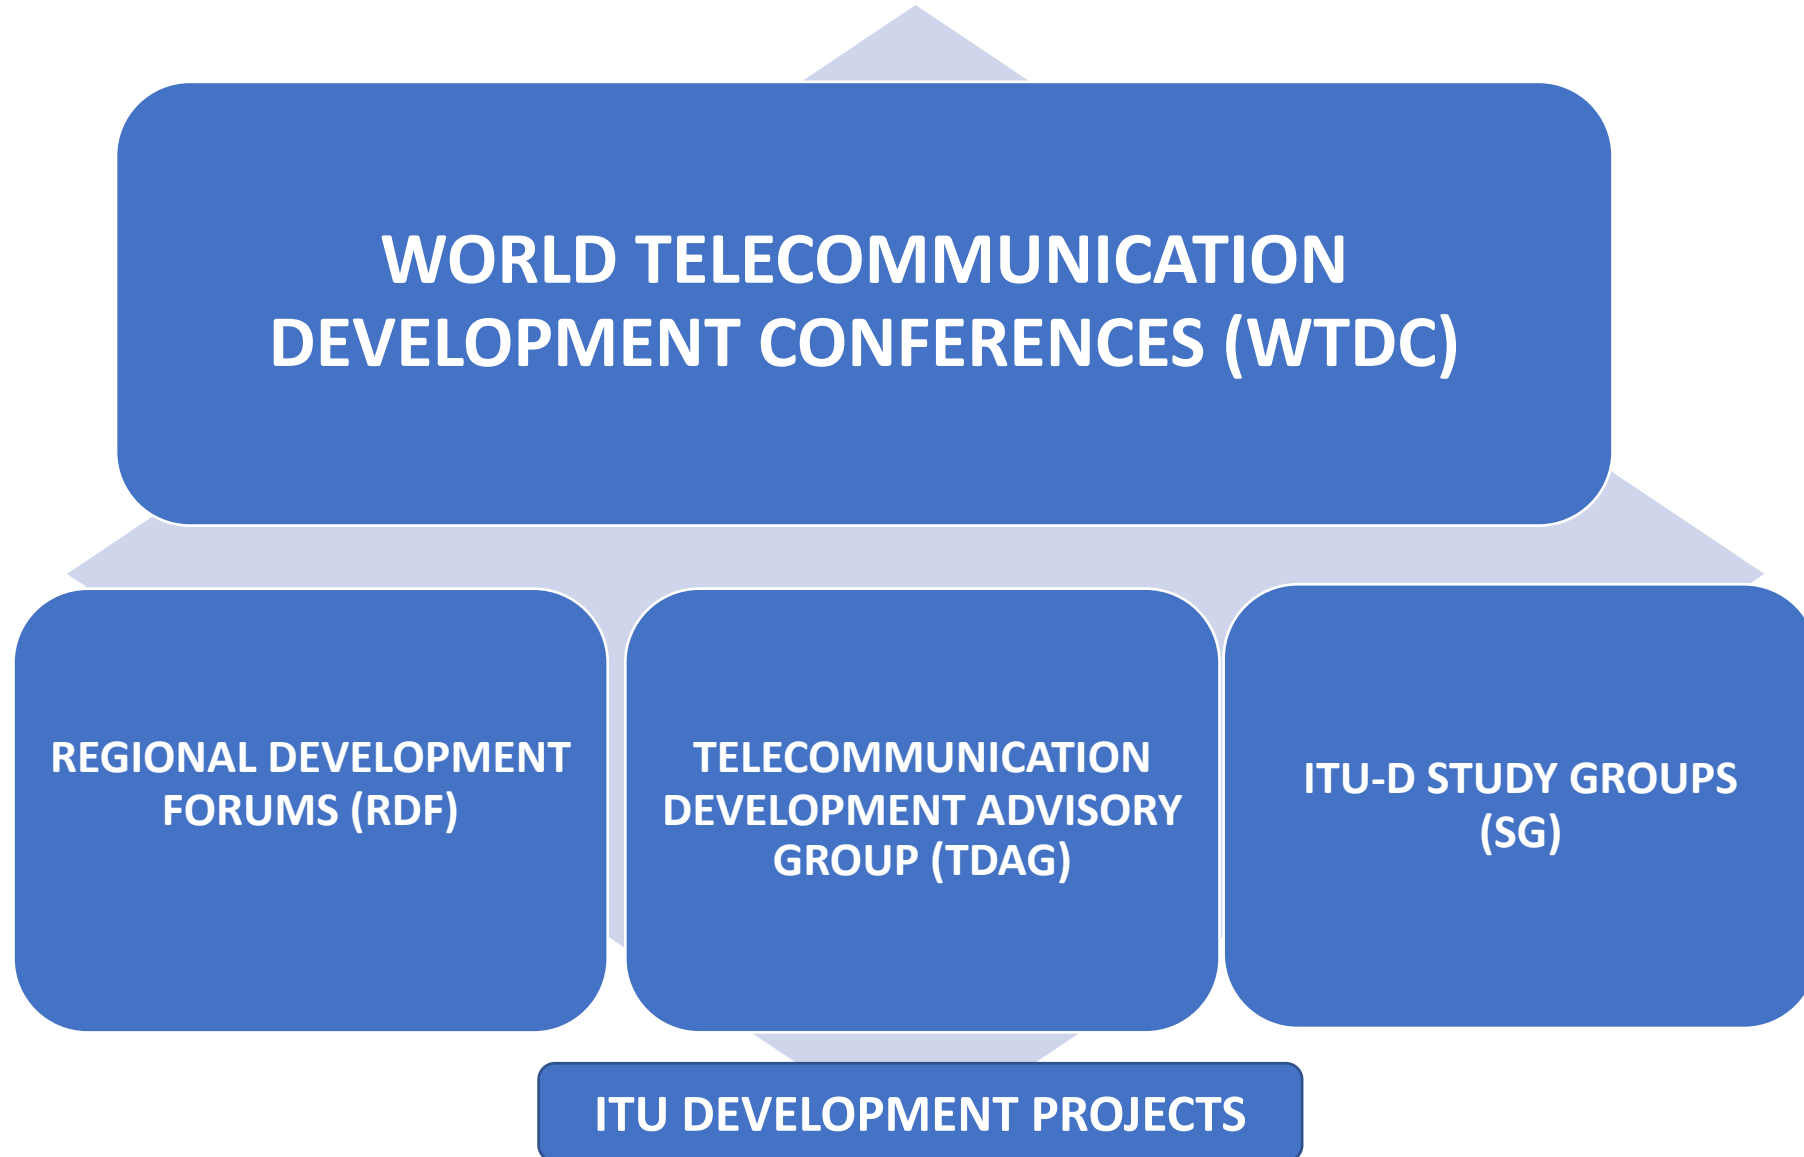 WORLD TELECOMMUNICATION
DEVELOPMENT CONFERENCES (WTDC)
REGIONAL DEVELOPMENT
FORUMS (RDF)
TELECOMMUNICATION
DEVELOPMENT ADVISORY
GROUP (TDAG)
ITU-D STUDY GROUPS
(SG)
ITU DEVELOPMENT PROJECTS